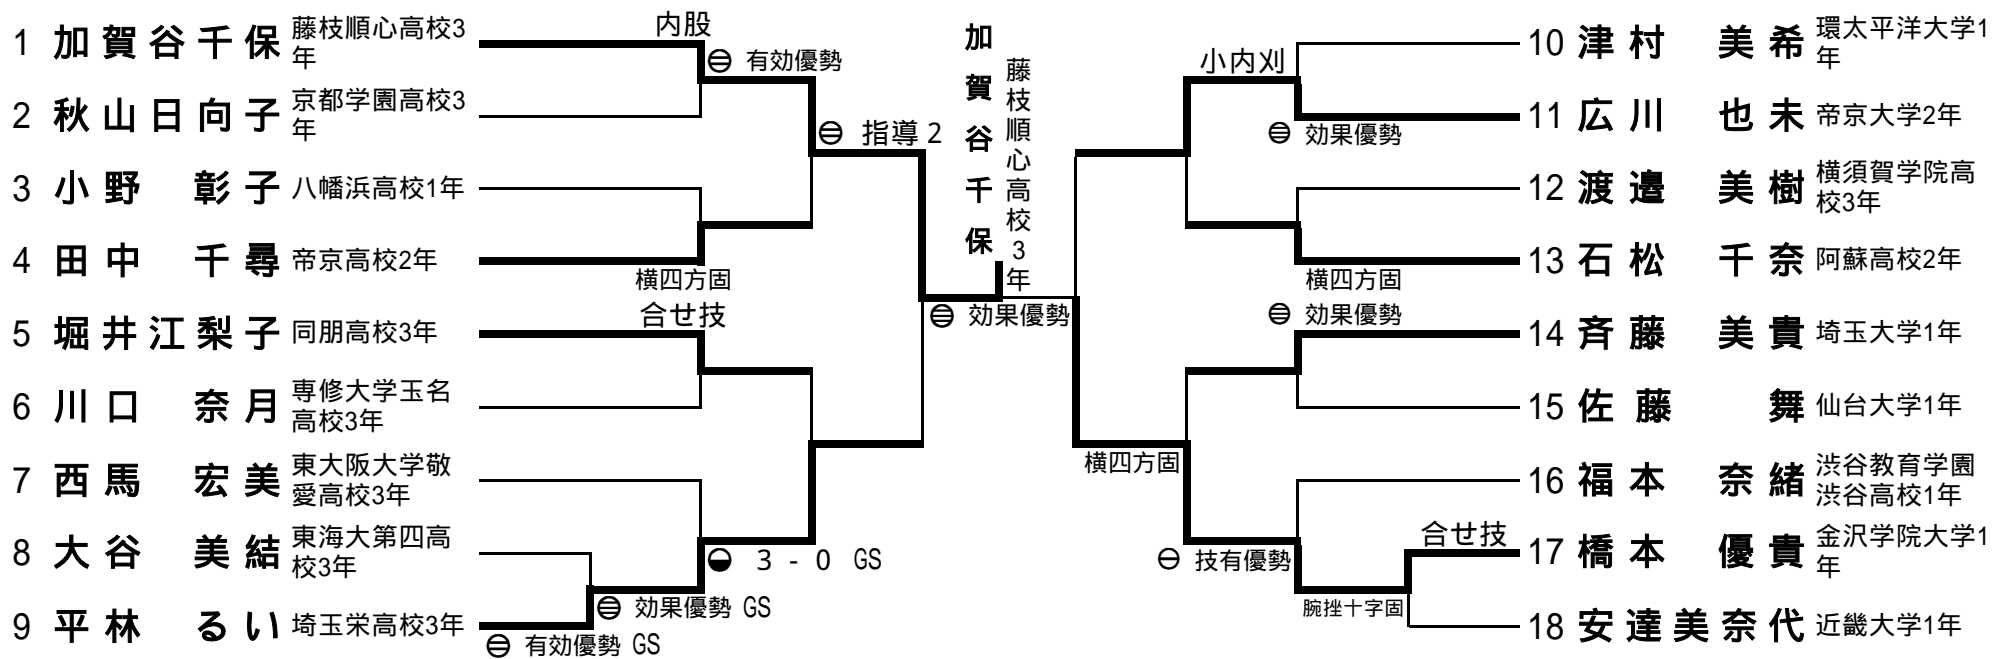 1 加賀谷千保 藤枝順心高校3
年
2 秋山日向子 京都学園高校3
年
3 小野 彰子 八幡浜高校1年
4 田中 千尋 帝京高校2年
5 堀井江梨子 同朋高校3年
6 川口 奈月 専修大学玉名
高校3年
7 西馬 宏美 東大阪大学敬
愛高校3年
8 大谷 美結 東海大第四高
校3年
9 平林 るい 埼玉栄高校3年
内股
有効優勢
指導2
横四方固
合せ技
3 - 0 GS
効果優勢 GS
有効優勢 GS
加賀谷千保
藤枝順心高校3年
効果優勢
小内刈
効果優勢
横四方固
効果優勢
横四方固
技有優勢
合せ技
腕挫十字固
10 津村 美希 環太平洋大学1
年
11 広川 也未 帝京大学2年
12 渡邉 美樹 横須賀学院高
校3年
13 石松 千奈 阿蘇高校2年
14 斉藤 美貴 埼玉大学1年
15 佐藤 舞 仙台大学1年
16 福本 奈緒 渋谷教育学園
渋谷高校1年
17 橋本 優貴 金沢学院大学1
年
18 安達美奈代 近畿大学1年